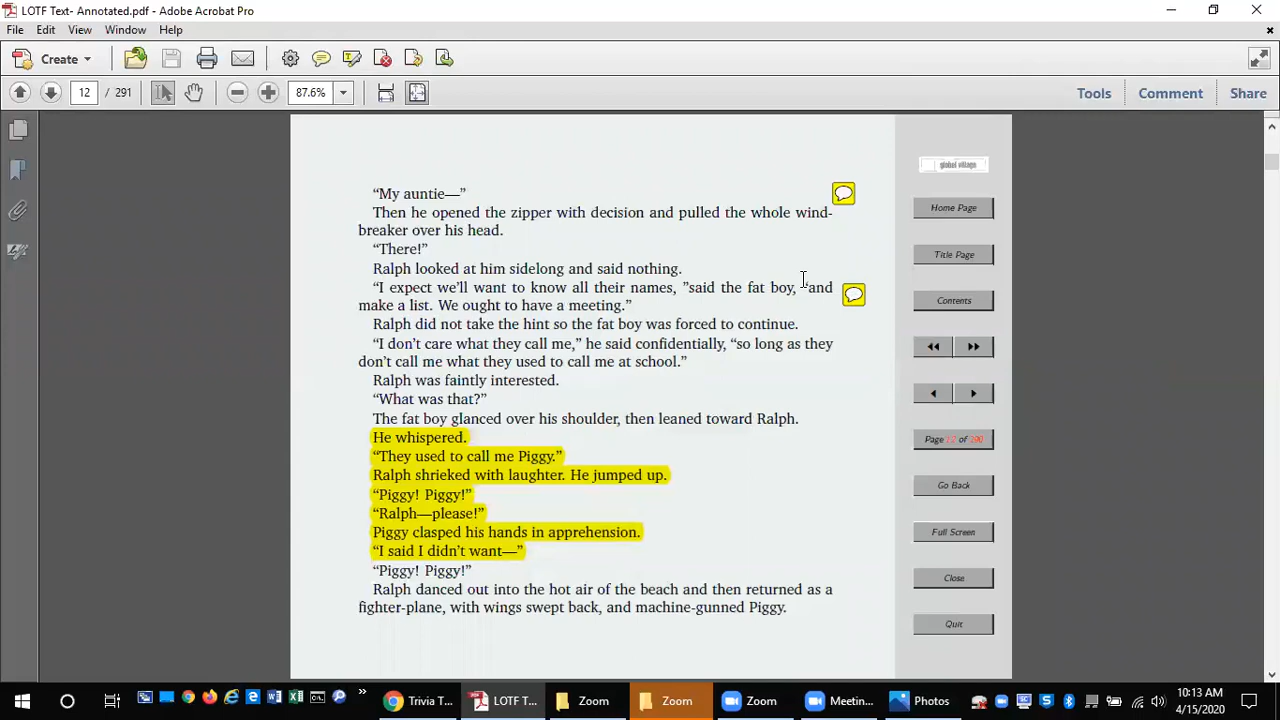 LOTF Text- Annotated.pdf - Adobe Acrobat Pro
File Edit View Window Help
Create
12 / 291 87.6% Tools Comment Share
global village
“My auntie—”
Then he opened the zipper with decision and pulled the whole wind-
breaker over his head.
“There!”
Ralph looked at him sidelong and said nothing.
“I expect we’ll want to know all their names, ”said the fat boy, “and
make a list. We ought to have a meeting.”
Ralph did not take the hint so the fat boy was forced to continue.
“I don’t care what they call me,” he said confidentially, “so long as they
don’t call me what they used to call me at school.”
Ralph was faintly interested.
“What was that?”
The fat boy glanced over his shoulder, then leaned toward Ralph.
He whispered.
“They used to call me Piggy.”
Ralph shrieked with laughter. He jumped up.
“Piggy! Piggy!”
“Ralph—please!”
Piggy clasped his hands in apprehension.
“I said I didn’t want—”
“Piggy! Piggy!”
Ralph danced out into the hot air of the beach and then returned as a
fighter-plane, with wings swept back, and machine-gunned Piggy.
Home Page
Title Page
Contents
Page 12 of 290
Go Back
Full Screen
Close
Quit
Trivia T... LOTF T... Zoom Zoom Zoom Meetin... Photos
10:13 AM
4/15/2020